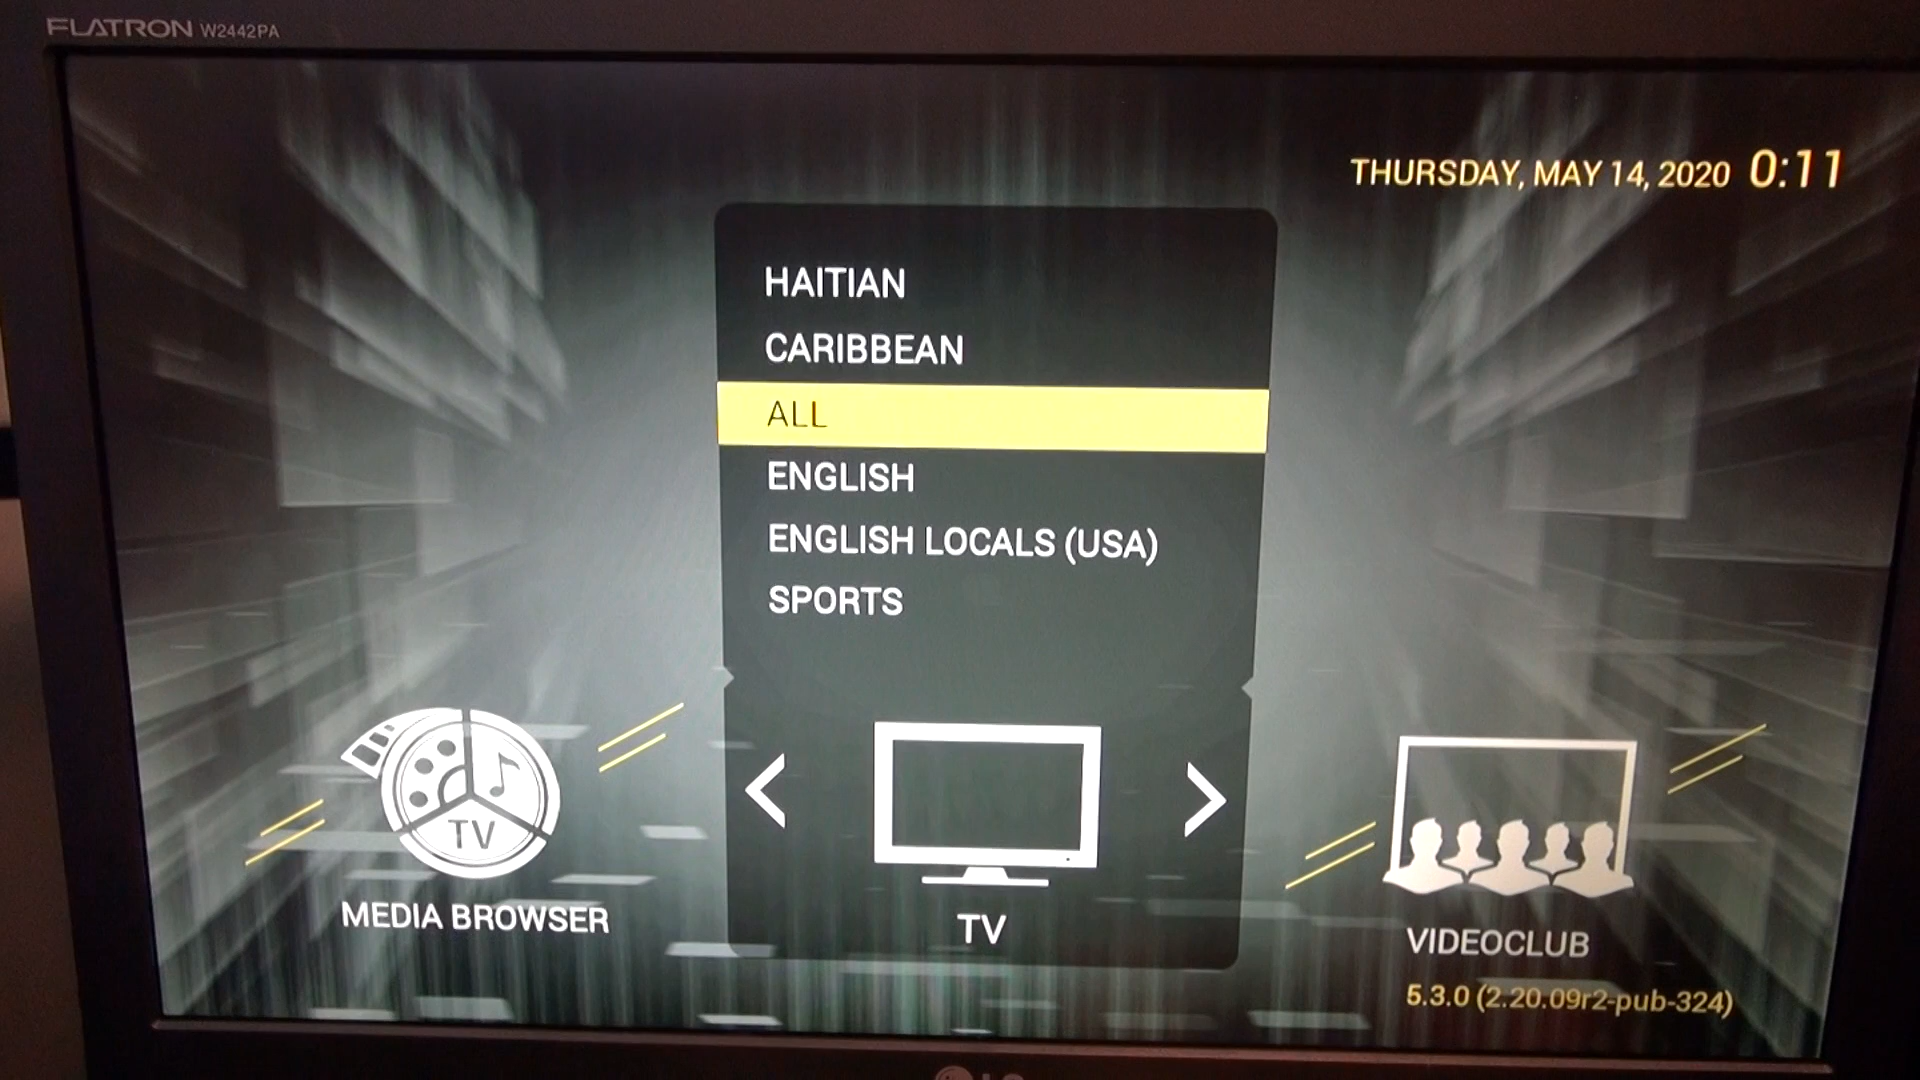 FLATRON W2442PA
THURSDAY, MAY 14, 2020 0:11
HAITIAN
CARIBBEAN
ALL
ENGLISH
ENGLISH LOCALS (USA)
SPORTS
TV
MEDIA BROWSER
TV
VIDEOCLUB
5.3.0 (2.20.09r2-pub-324)
LG